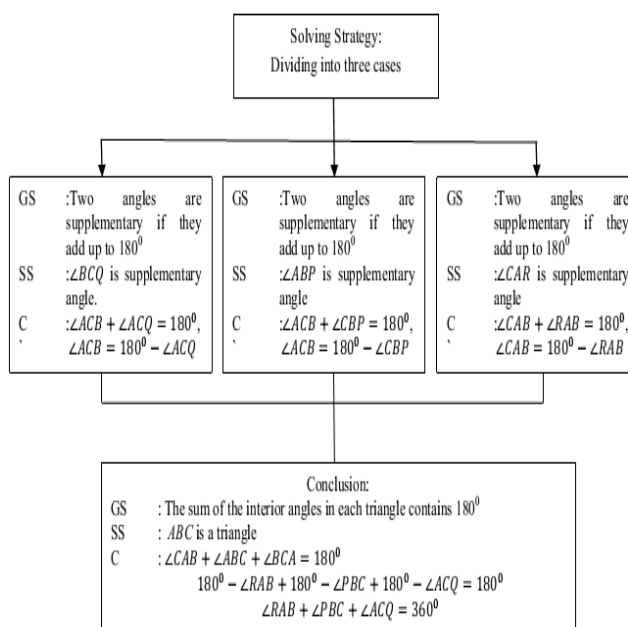 Solving Strategy:
Dividing into three cases
GS :Two angles are
supplementary if they
add up to 180⁰
SS :∠BCQ is supplementary
angle.
C :∠ACB + ∠ACQ = 180⁰,
` ∠ACB = 180⁰ − ∠ACQ
GS :Two angles are
supplementary if they
add up to 180⁰
SS :∠ABP is supplementary
angle
C :∠ACB + ∠CBP = 180⁰,
` ∠ACB = 180⁰ − ∠CBP
GS :Two angles are
supplementary if they
add up to 180⁰
SS :∠CAR is supplementary
angle
C :∠CAB + ∠RAB = 180⁰,
` ∠CAB = 180⁰ − ∠RAB
Conclusion:
GS : The sum of the interior angles in each triangle contains 180⁰
SS : ABC is a triangle
C : ∠CAB + ∠ABC + ∠BCA = 180⁰
180⁰ − ∠RAB + 180⁰ − ∠PBC + 180⁰ − ∠ACQ = 180⁰
∠RAB + ∠PBC + ∠ACQ = 360⁰